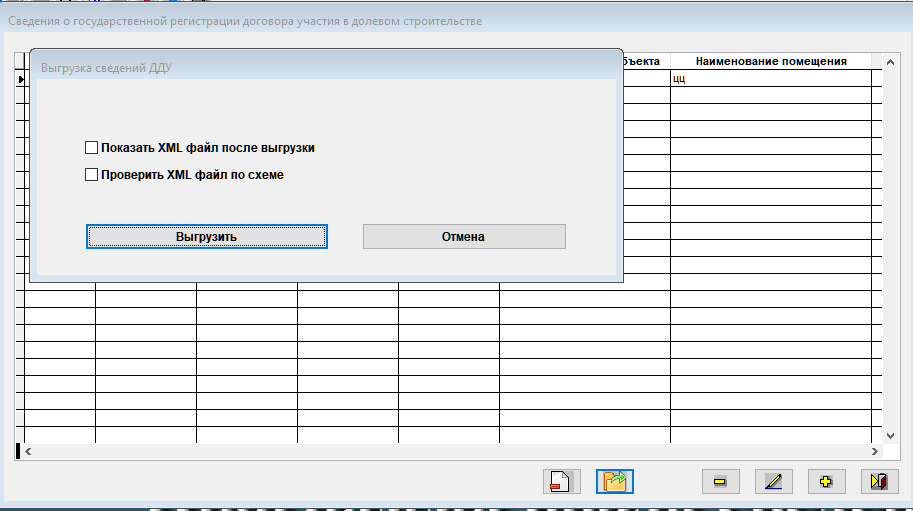 Сведения о государственной регистрации договора участия в долевом строительстве
Выгрузка сведений ДДУ
бъекта
Наименование помещения
цц
Показать XML файл после выгрузки
Проверить XML файл по схеме
Выгрузить
Отмена